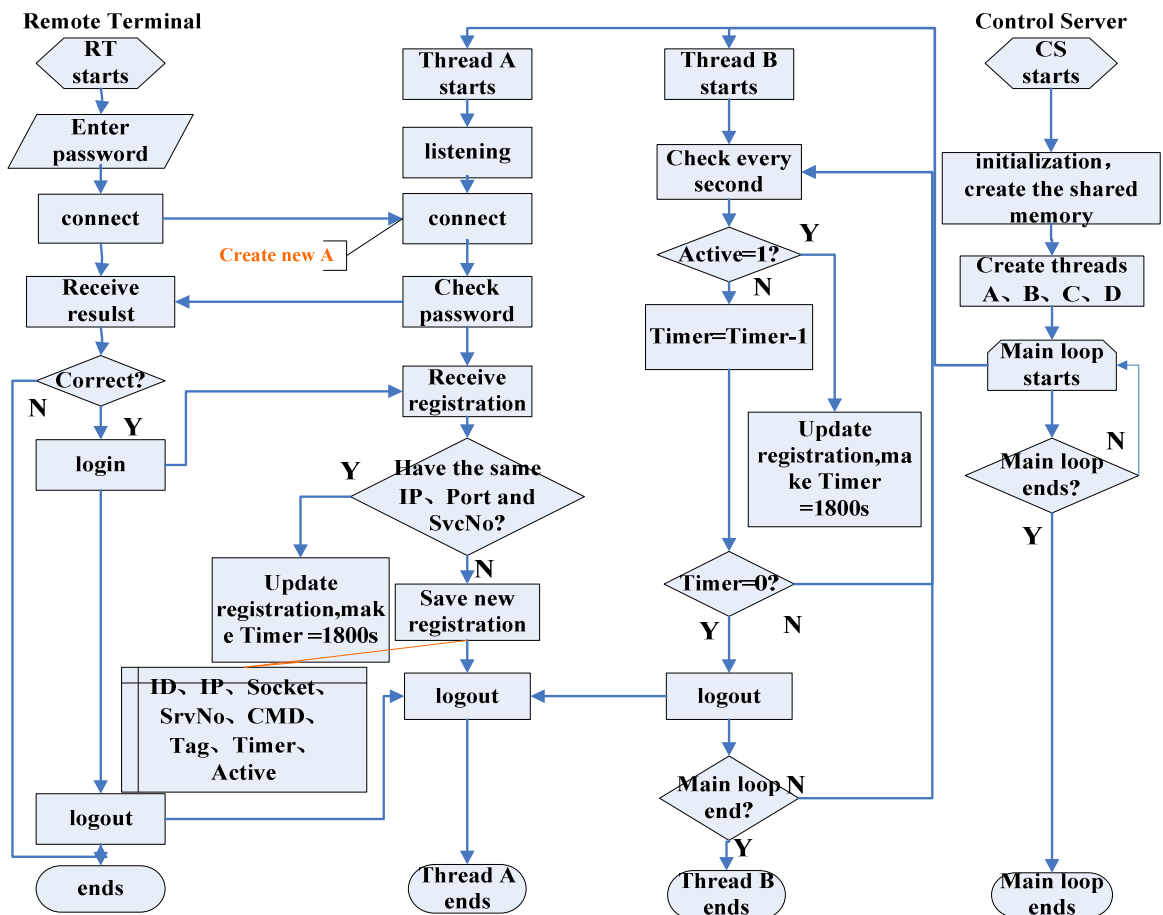 Remote Terminal
RT
starts
Enter
password
connect
Receive
resulst
Correct?
N
Y
login
logout
ends
Thread A
starts
listening
connect
Create new A
Check
password
Receive
registration
Have the same
IP、Port and
SvcNo?
Y
N
Update
registration,mak
e Timer =1800s
Save new
registration
ID、IP、Socket、
SrvNo、CMD、
Tag、Timer、
Active
logout
Thread A
ends
Thread B
starts
Check every
second
Active=1?
Y
N
Timer=Timer-1
Update
registration,ma
ke Timer
=1800s
Timer=0?
Y
N
logout
Main loop
end?
N
Y
Thread B
ends
Control Server
CS
starts
initialization，
create the shared
memory
Create threads
A、B、C、D
Main loop
starts
N
Main loop
ends?
Y
Main loop
ends